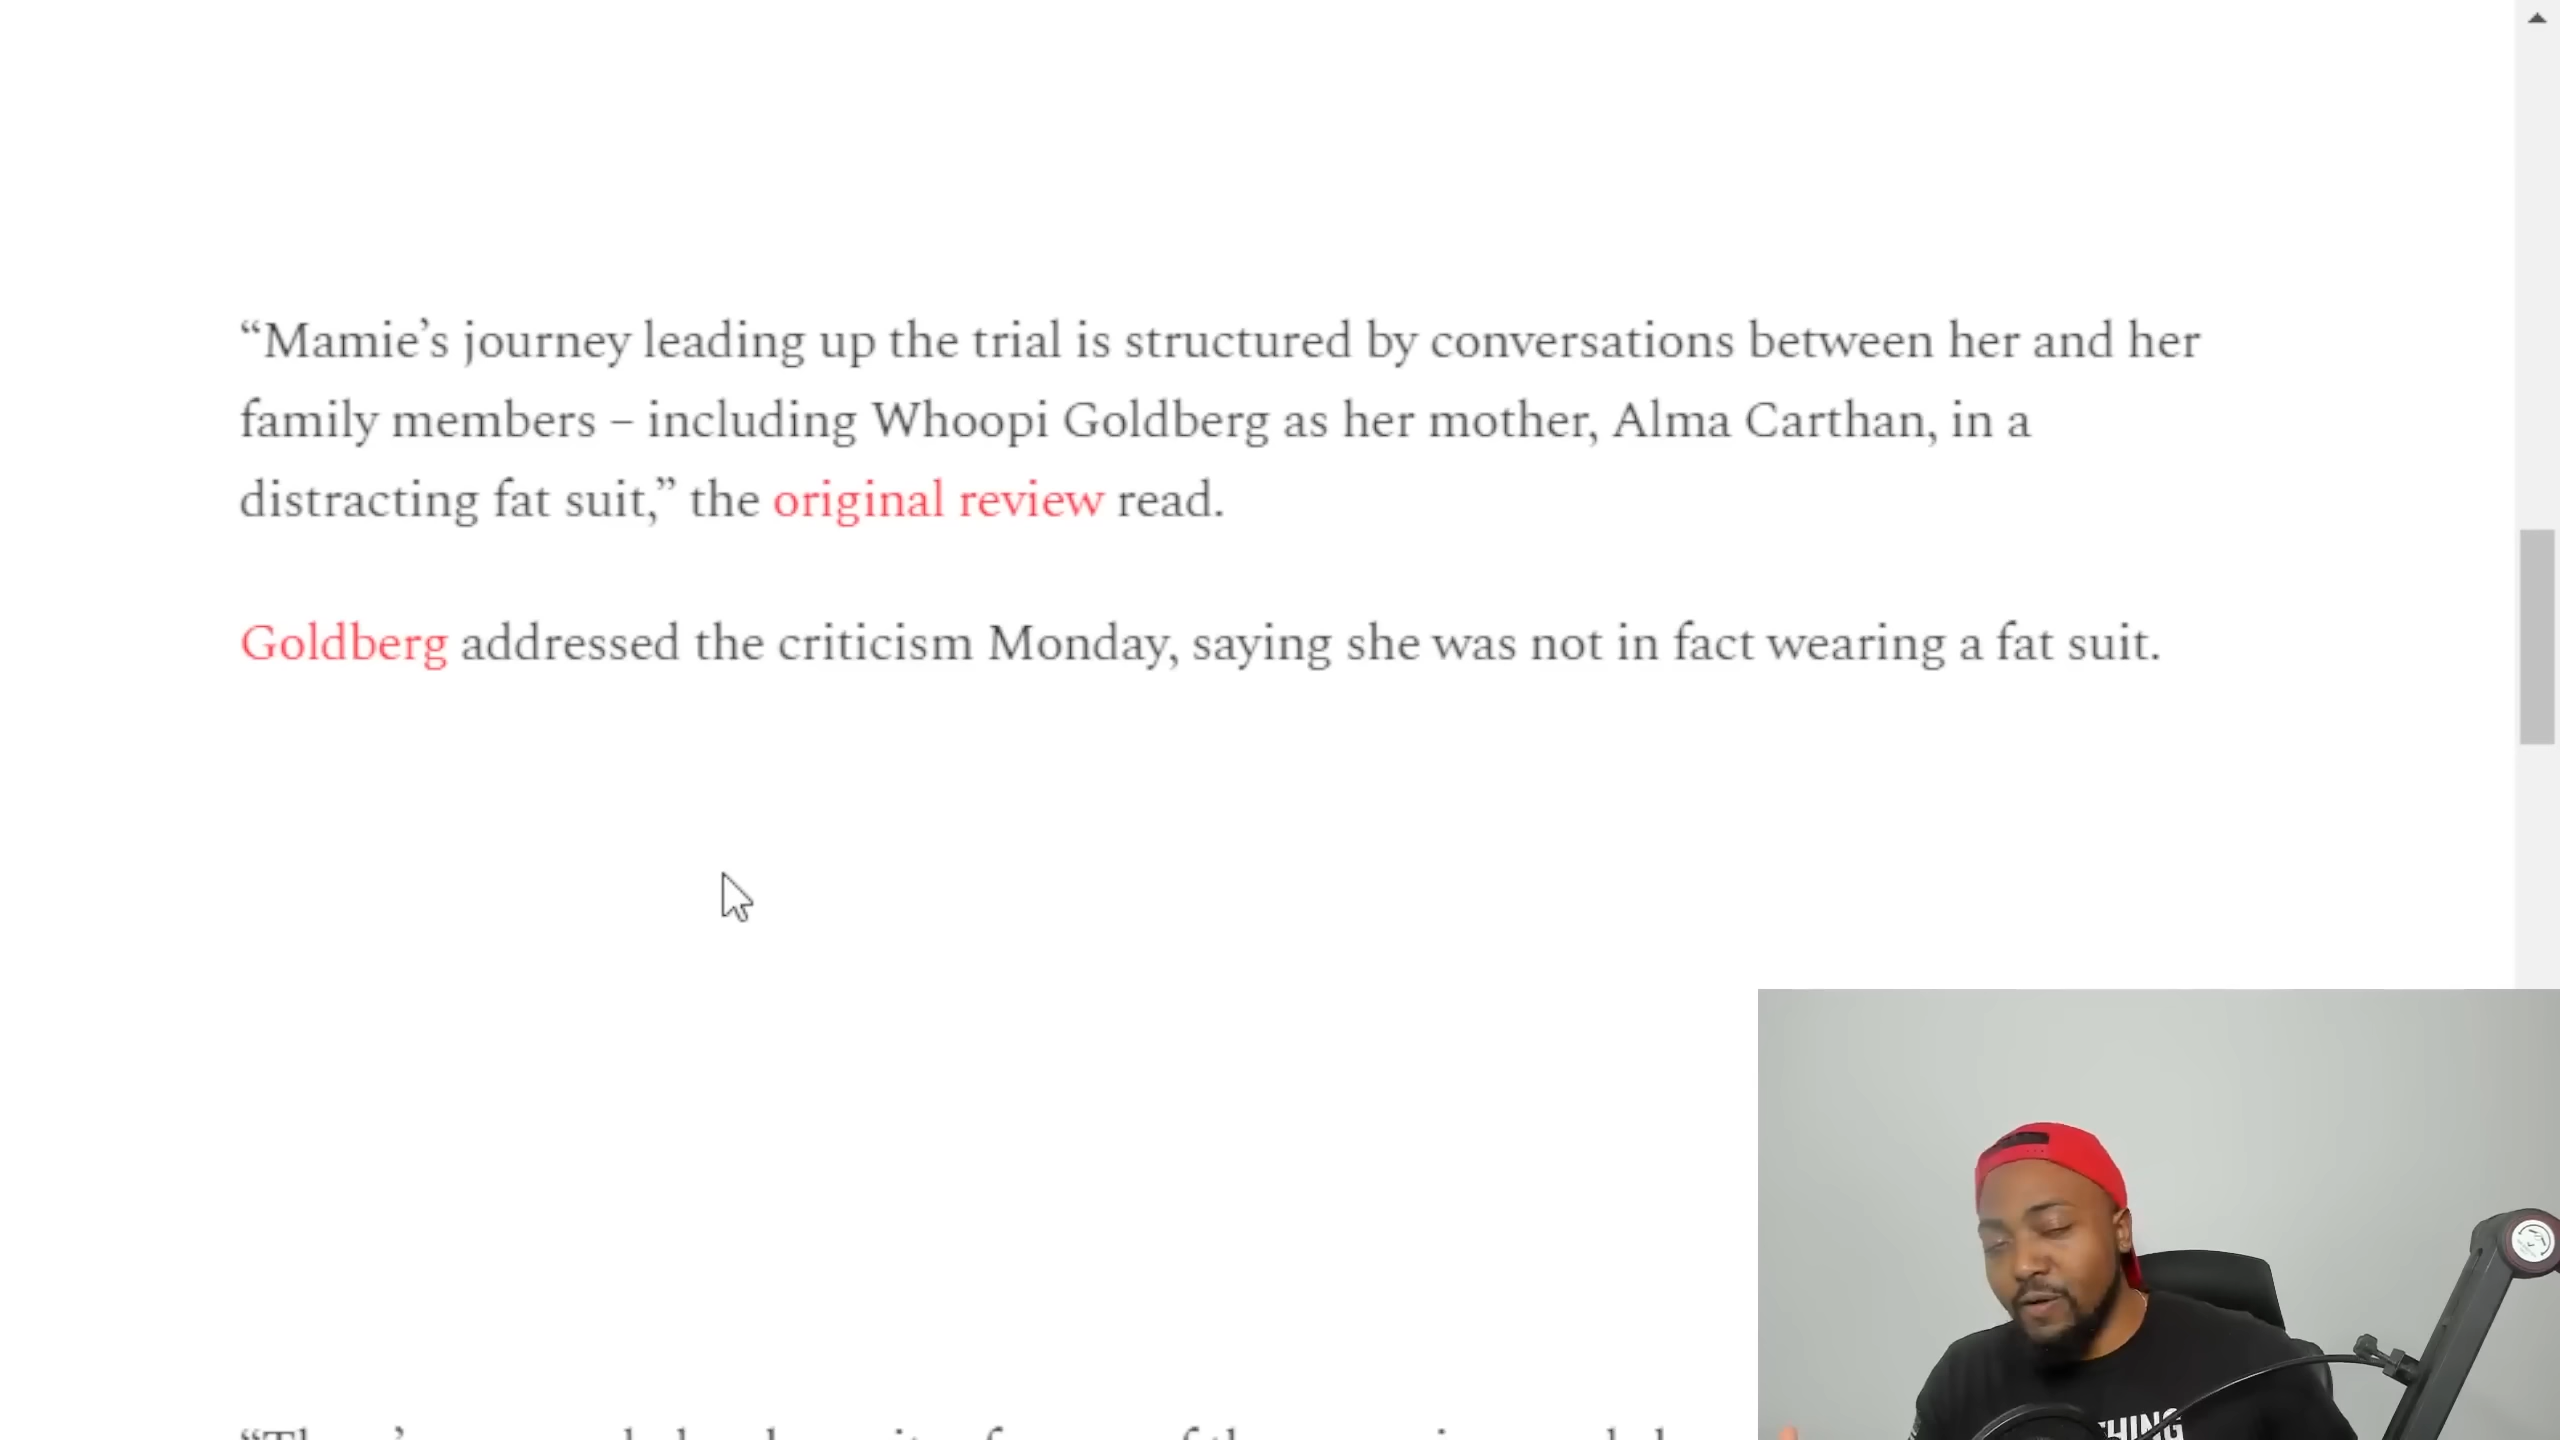 “Mamie’s journey leading up the trial is structured by conversations between her and her
family members – including Whoopi Goldberg as her mother, Alma Carthan, in a
distracting fat suit,” the original review read.
Goldberg addressed the criticism Monday, saying she was not in fact wearing a fat suit.